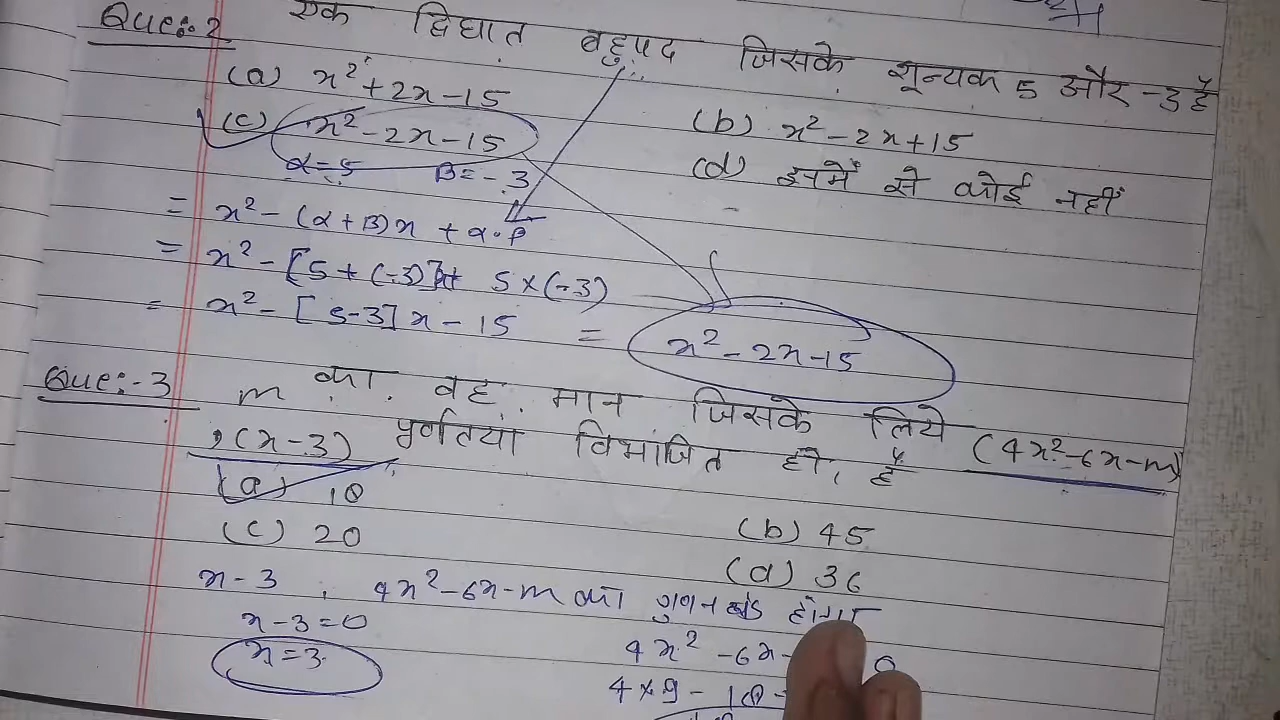 Que:-2 एक द्विघात बहुपद जिसके शून्यक 5 और -3 हैं
(a) x²+2x-15
(b) x²-2x+15
(c) x²-2x-15
(d) इनमें से कोई नहीं
α=5 β=-3
= x²-(α+β)x + α.β
= x²-[5+(-3)]x+ 5×(-3)
= x²-[5-3]x-15 = x²-2x-15
Que:-3 m का वह मान जिसके लिये (4x²-6x-m)
,(x-3) पूर्णतया विभाजित हो, हैं
(a) 18
(b) 45
(c) 20
(d) 36
x-3 , 4x²-6x-m का गुणनखंड होगा
x-3=0
x=3
4x²-6x- 0
4×9-18-